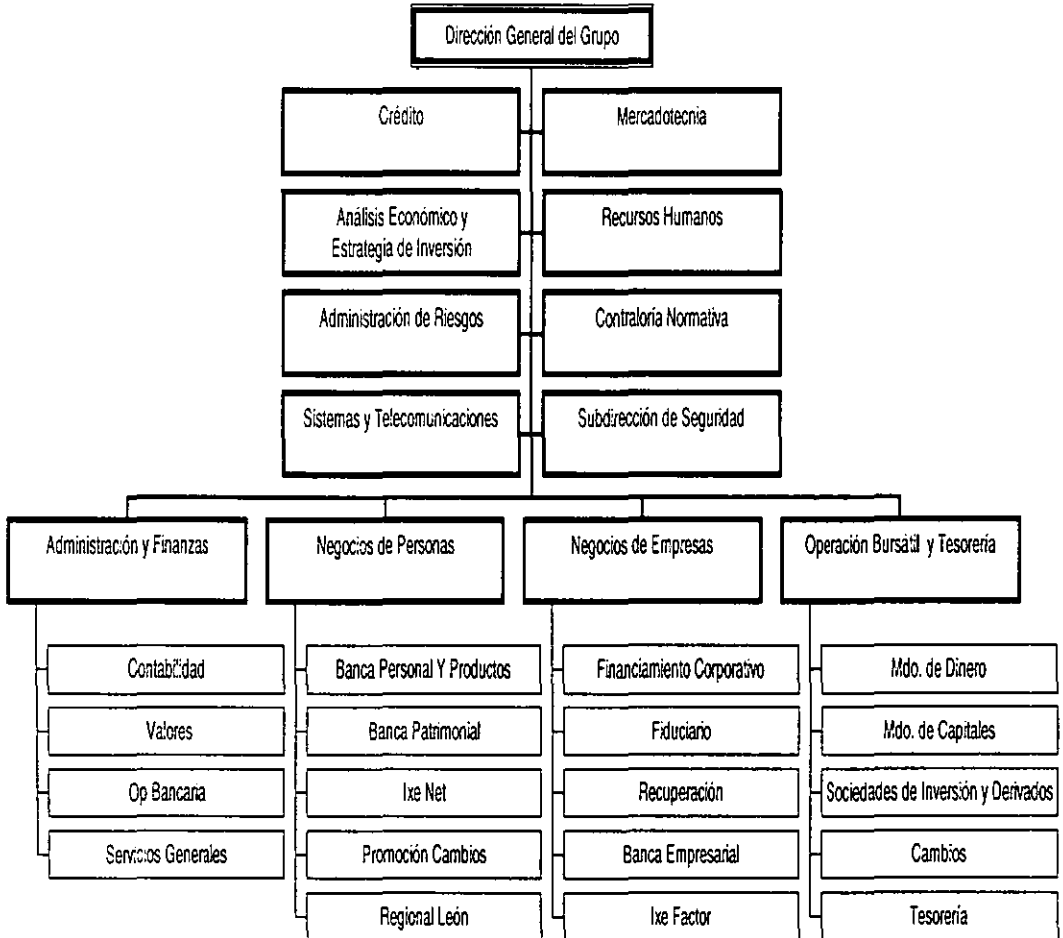 Dirección General del Grupo
Crédito
Mercadotecnia
Análisis Económico y
Estrategia de Inversión
Recursos Humanos
Administración de Riesgos
Contraloría Normativa
Sistemas y Telecomunicaciones
Subdirección de Seguridad
Administración y Finanzas
Negocios de Personas
Negocios de Empresas
Operación Bursátil y Tesorería
Contabilidad
Banca Personal Y Productos
Financiamiento Corporativo
Mdo. de Dinero
Valores
Banca Patrimonial
Fiduciario
Mdo. de Capitales
Op Bancaria
Ixe Net
Recuperación
Sociedades de Inversión y Derivados
Servicios Generales
Promoción Cambios
Banca Empresarial
Cambios
Regional León
Ixe Factor
Tesorería